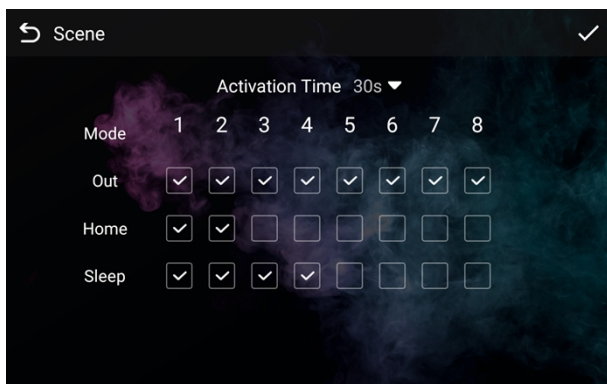 Scene
Activation Time 30s
Mode 1 2 3 4 5 6 7 8
Out
Home
Sleep